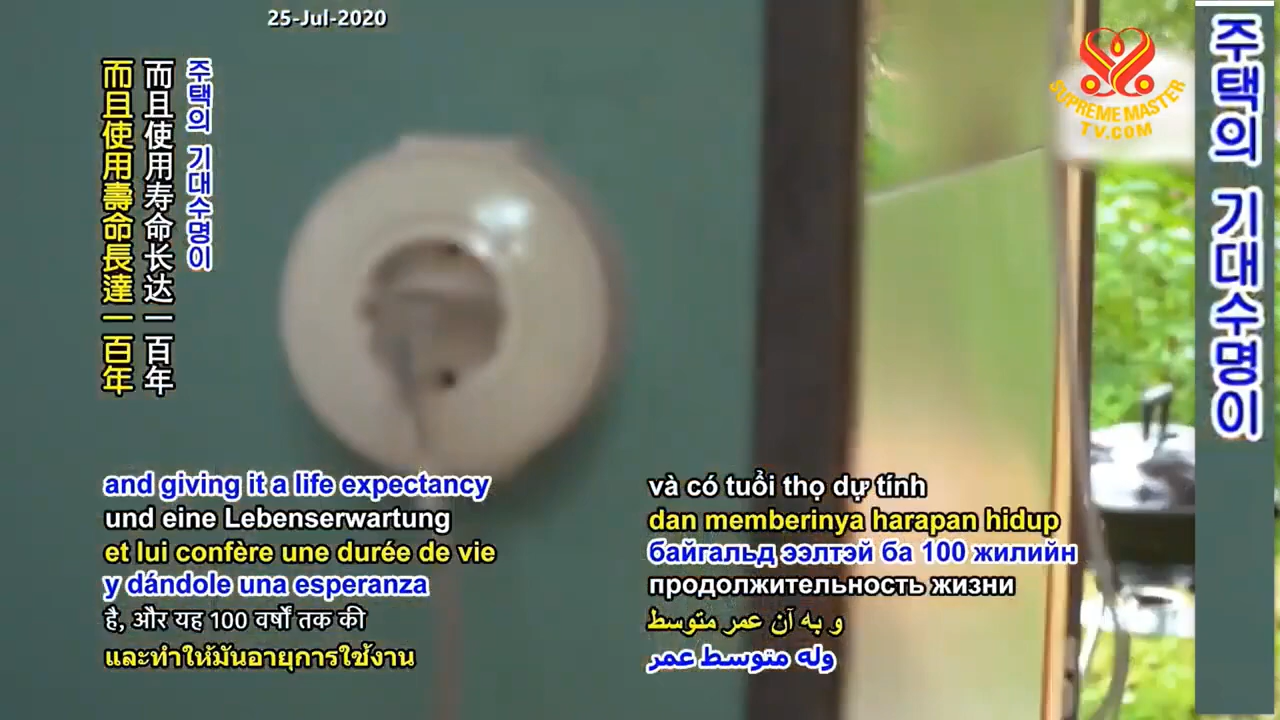 25-Jul-2020
SUPREME MASTER
TV.COM
주택의 기대수명이
而且使用寿命长达一百年
而且使用壽命長達一百年
주택의 기대수명이
and giving it a life expectancy
und eine Lebenserwartung
et lui confère une durée de vie
y dándole una esperanza
है, और यह 100 वर्षों तक की
และทำให้มันอายุการใช้งาน
và có tuổi thọ dự tính
dan memberinya harapan hidup
байгальд ээлтэй ба 100 жилийн
продолжительность жизни
و به آن عمر متوسط
وله متوسط عمر